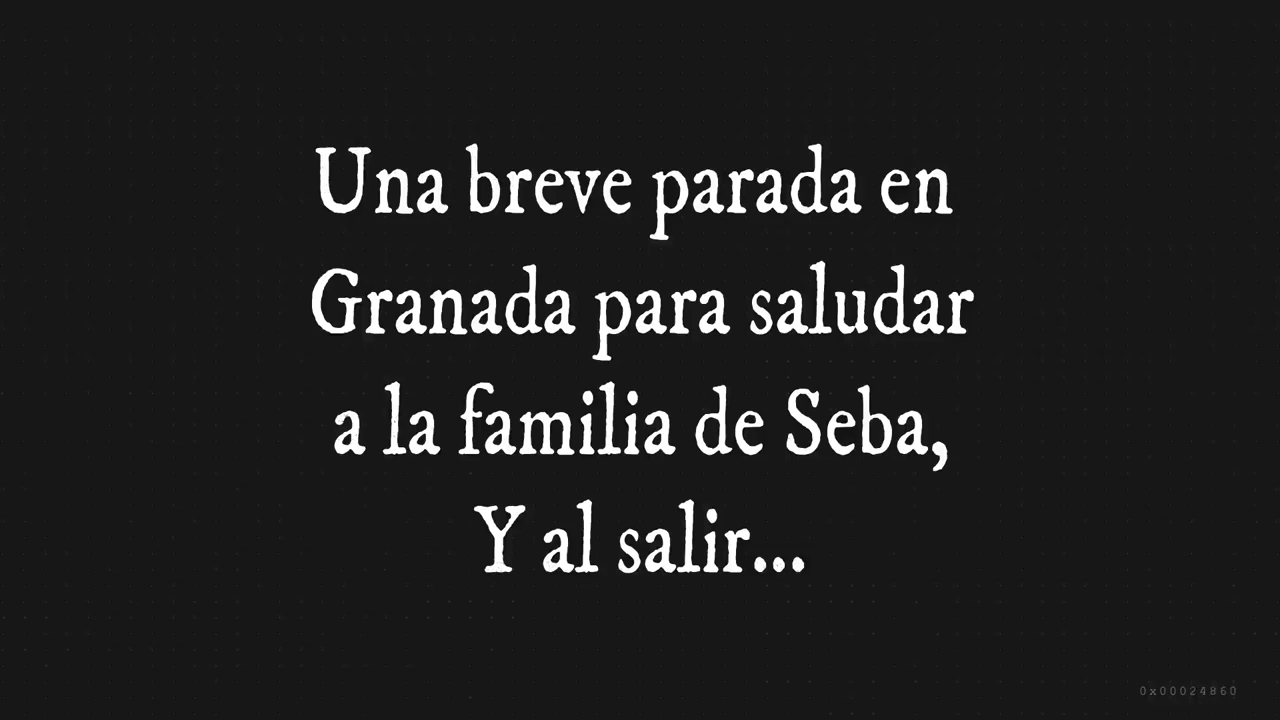 Una breve parada en
Granada para saludar
a la familia de Seba,
Y al salir...
0x00024860